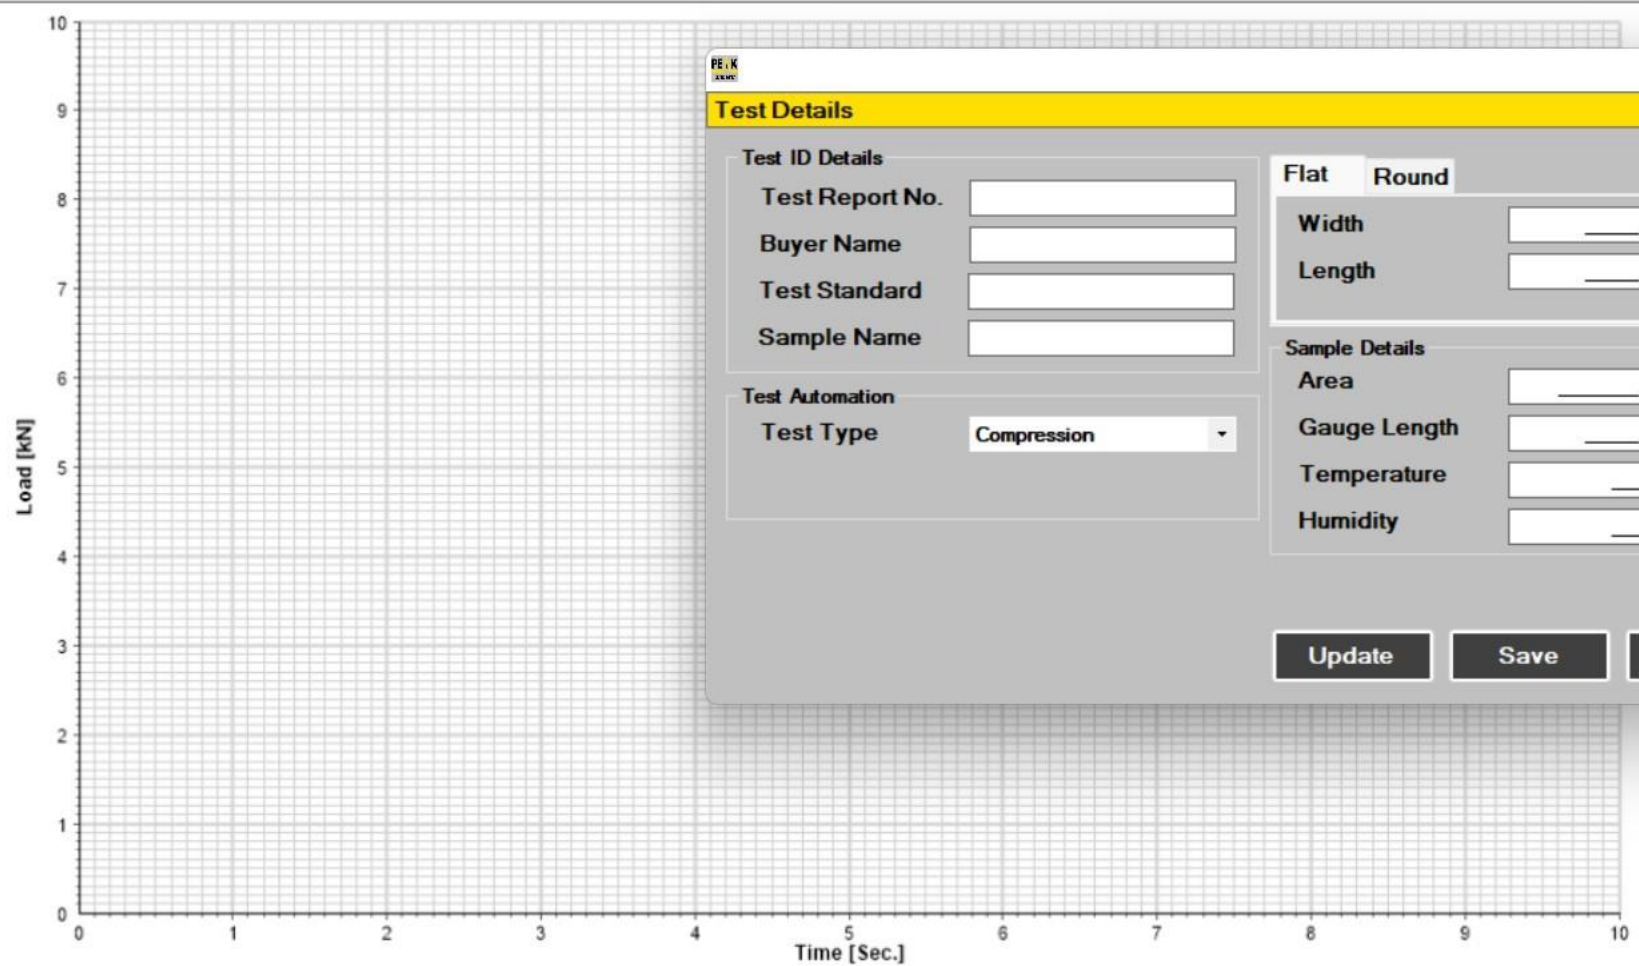 10
9
8
7
6
5
4
3
2
1
0
Load [kN]
0 1 2 3 4 5 6 7 8 9 10
Time [Sec.]
Test Details
Test ID Details
Test Report No.
Buyer Name
Test Standard
Sample Name
Test Automation
Test Type Compression
Flat Round
Width
Length
Sample Details
Area
Gauge Length
Temperature
Humidity
Update Save